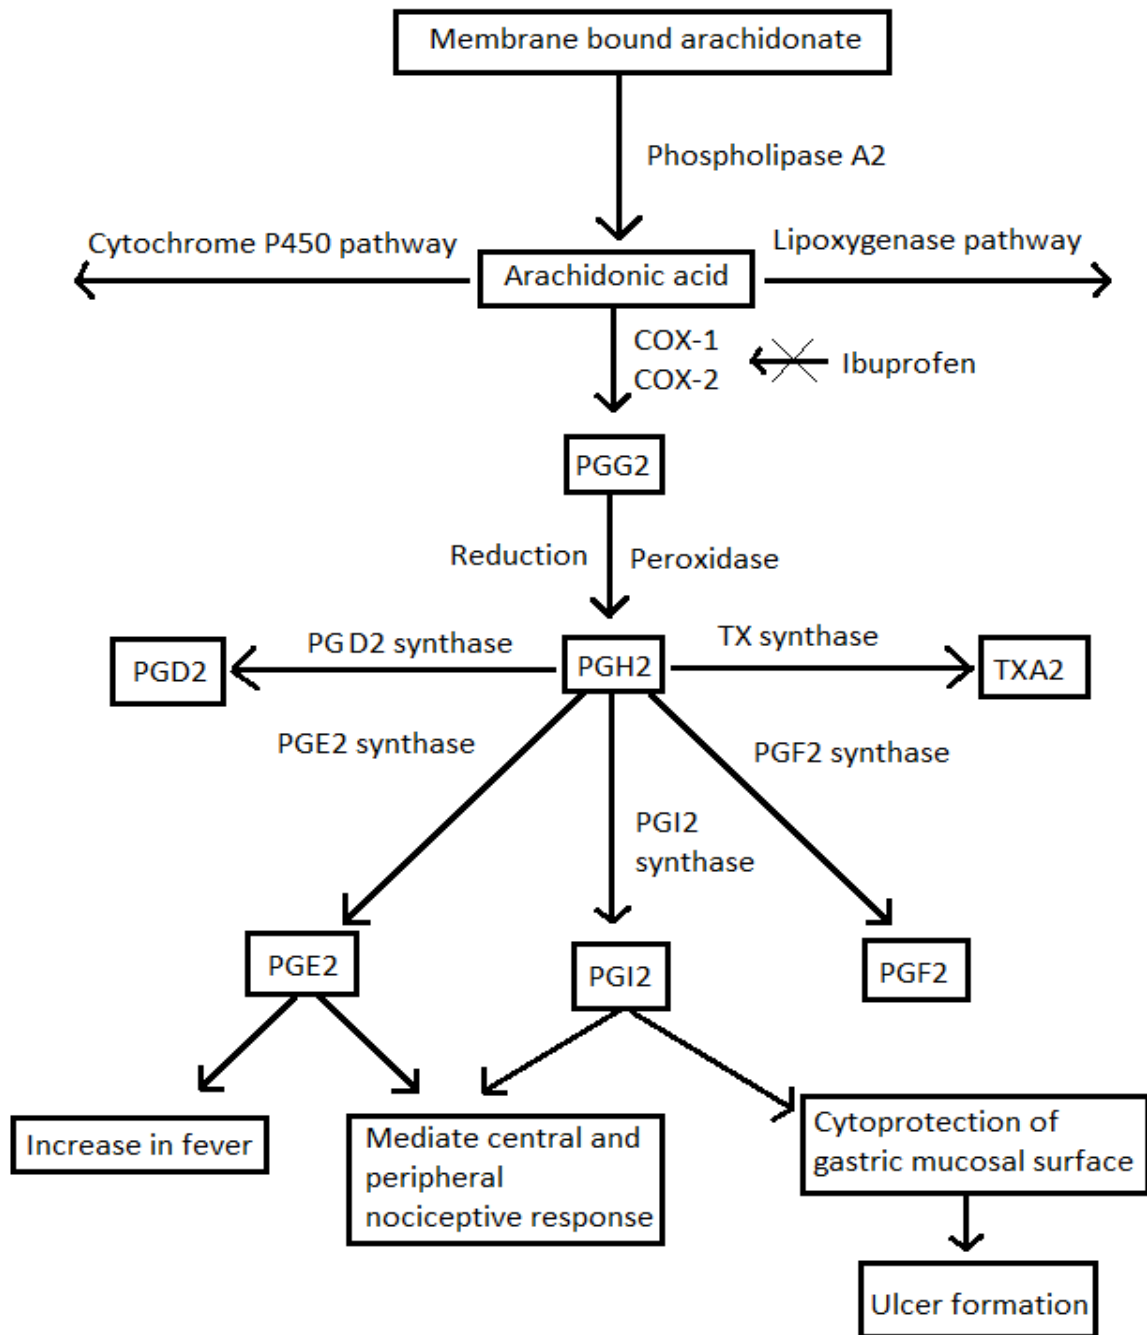 Membrane bound arachidonate
Phospholipase A2
Cytochrome P450 pathway
Lipoxygenase pathway
Arachidonic acid
COX-1
COX-2
Ibuprofen
PGG2
Reduction
Peroxidase
PGD2 synthase
TX synthase
PGD2
PGH2
TXA2
PGE2 synthase
PGF2 synthase
PGI2
synthase
PGE2
PGI2
PGF2
Increase in fever
Mediate central and
peripheral
nociceptive response
Cytoprotection of
gastric mucosal surface
Ulcer formation